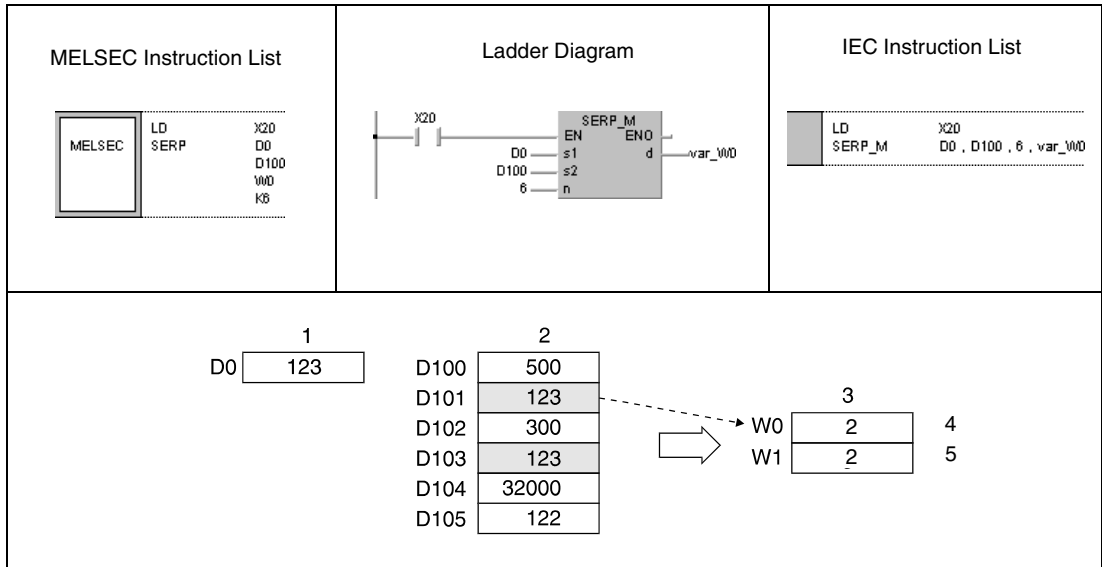 MELSEC Instruction List
MELSEC
LD X20
SERP D0
D100
W0
K6
Ladder Diagram
X20
SERP_M
EN ENO
D0 s1 d var_W0
D100 s2
6 n
IEC Instruction List
LD X20
SERP_M D0 , D100 , 6 , var_W0
1
D0 123
2
D100 500
D101 123
D102 300
D103 123
D104 32000
D105 122
3
W0 2 4
W1 2 5